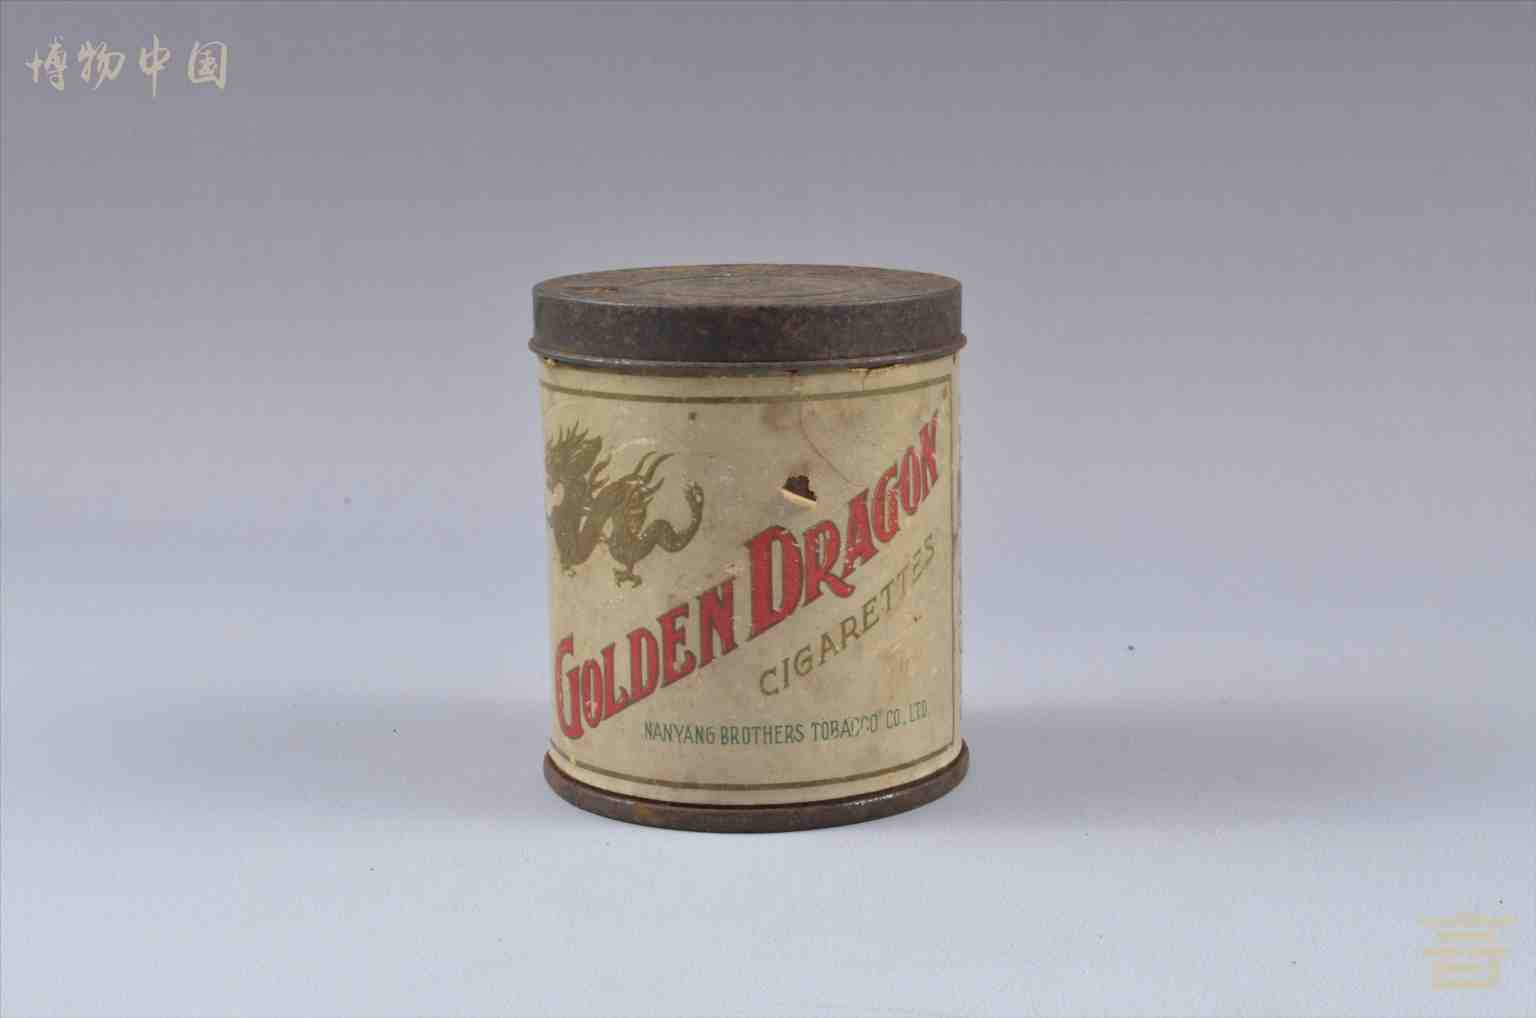 博物中国
GOLDEN DRAGON
CIGARETTES
NANYANG BROTHERS TOBACCO CO., LTD.